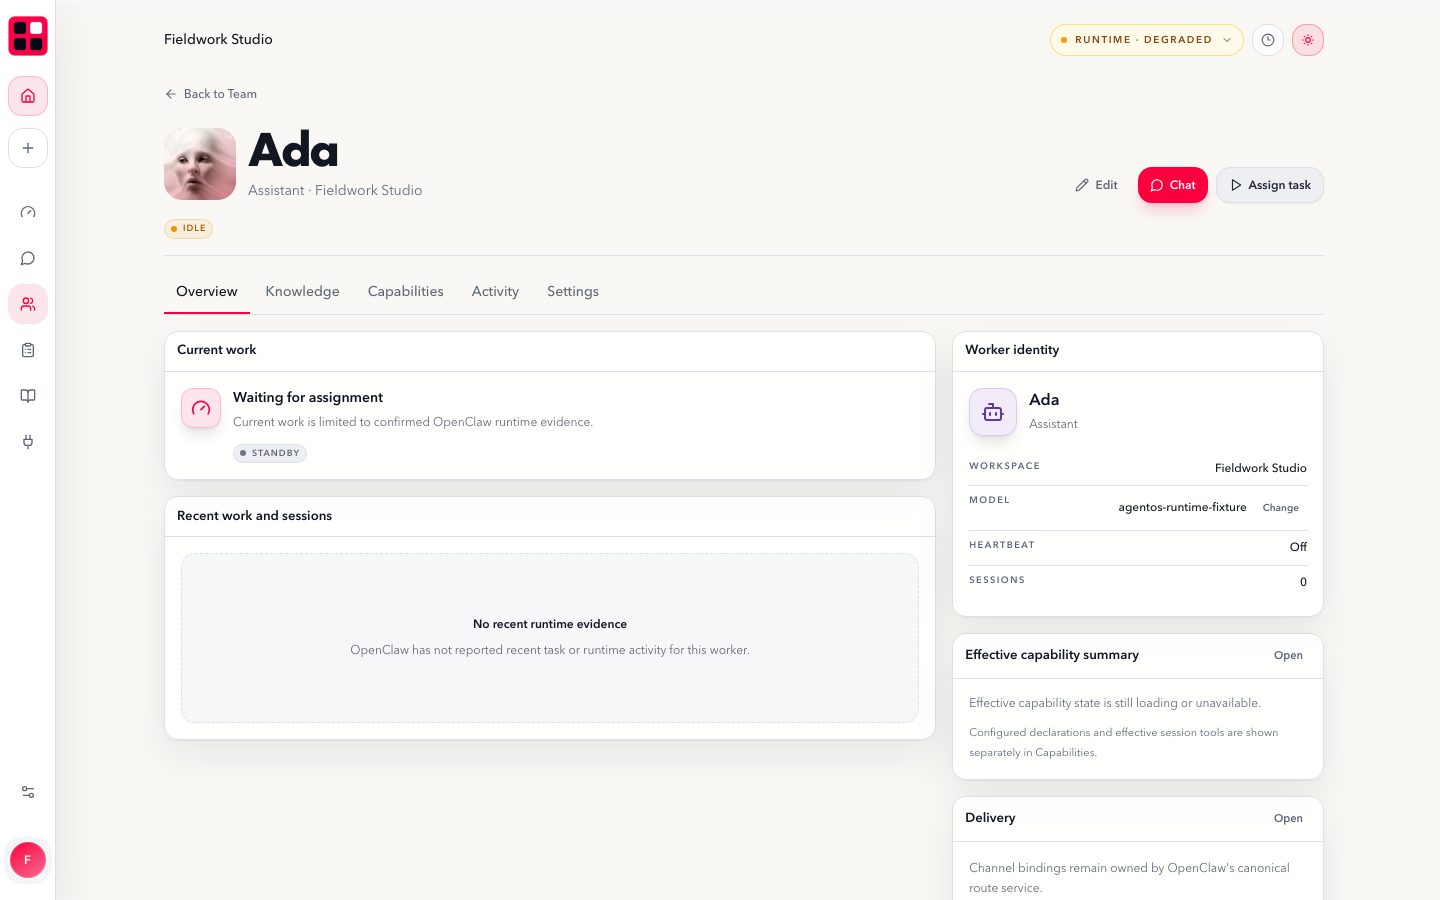 Fieldwork Studio
RUNTIME · DEGRADED
Back to Team
Ada
Assistant · Fieldwork Studio
Edit
Chat
Assign task
IDLE
Overview
Knowledge
Capabilities
Activity
Settings
Current work
Waiting for assignment
Current work is limited to confirmed OpenClaw runtime evidence.
STANDBY
Recent work and sessions
No recent runtime evidence
OpenClaw has not reported recent task or runtime activity for this worker.
Worker identity
Ada
Assistant
WORKSPACE
Fieldwork Studio
MODEL
agentos-runtime-fixture
Change
HEARTBEAT
Off
SESSIONS
0
Effective capability summary
Open
Effective capability state is still loading or unavailable.
Configured declarations and effective session tools are shown
separately in Capabilities.
Delivery
Open
Channel bindings remain owned by OpenClaw's canonical
route service.
F